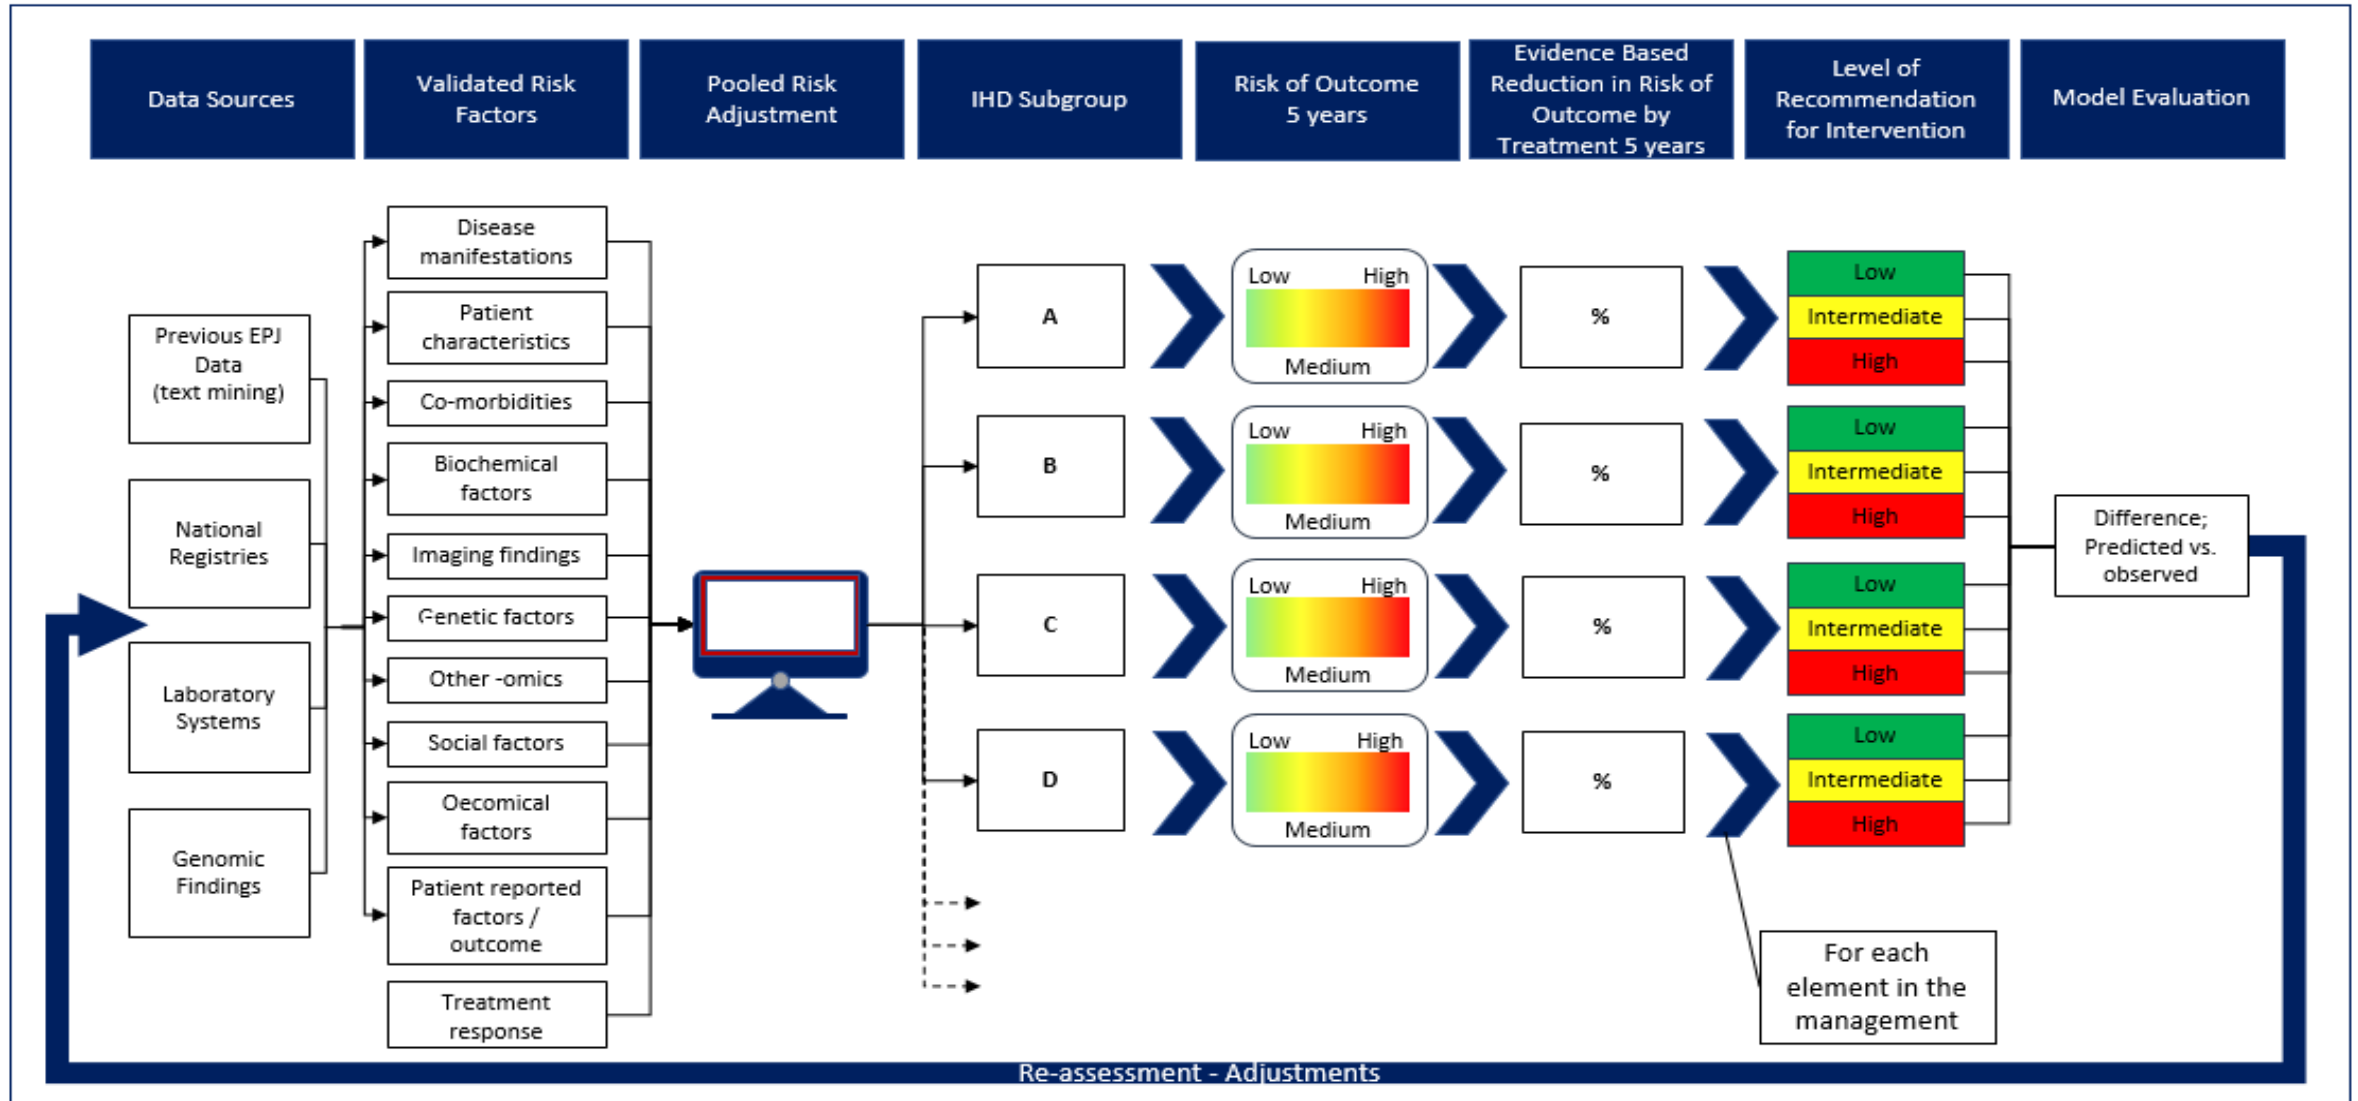 Data Sources
Validated Risk
Factors
Pooled Risk
Adjustment
IHD Subgroup
Risk of Outcome
5 years
Evidence Based
Reduction in Risk of
Outcome by
Treatment 5 years
Level of
Recommendation
for Intervention
Model Evaluation
Previous EPJ
Data
(text mining)
National
Registries
Laboratory
Systems
Genomic
Findings
Disease
manifestations
Patient
characteristics
Co-morbidities
Biochemical
factors
Imaging findings
Genetic factors
Other -omics
Social factors
Oecomical
factors
Patient reported
factors /
outcome
Treatment
response
A
Low High
Medium
%
Low
Intermediate
High
B
Low High
Medium
%
Low
Intermediate
High
C
Low High
Medium
%
Low
Intermediate
High
D
Low High
Medium
%
Low
Intermediate
High
Difference;
Predicted vs.
observed
For each
element in the
management
Re-assessment - Adjustments